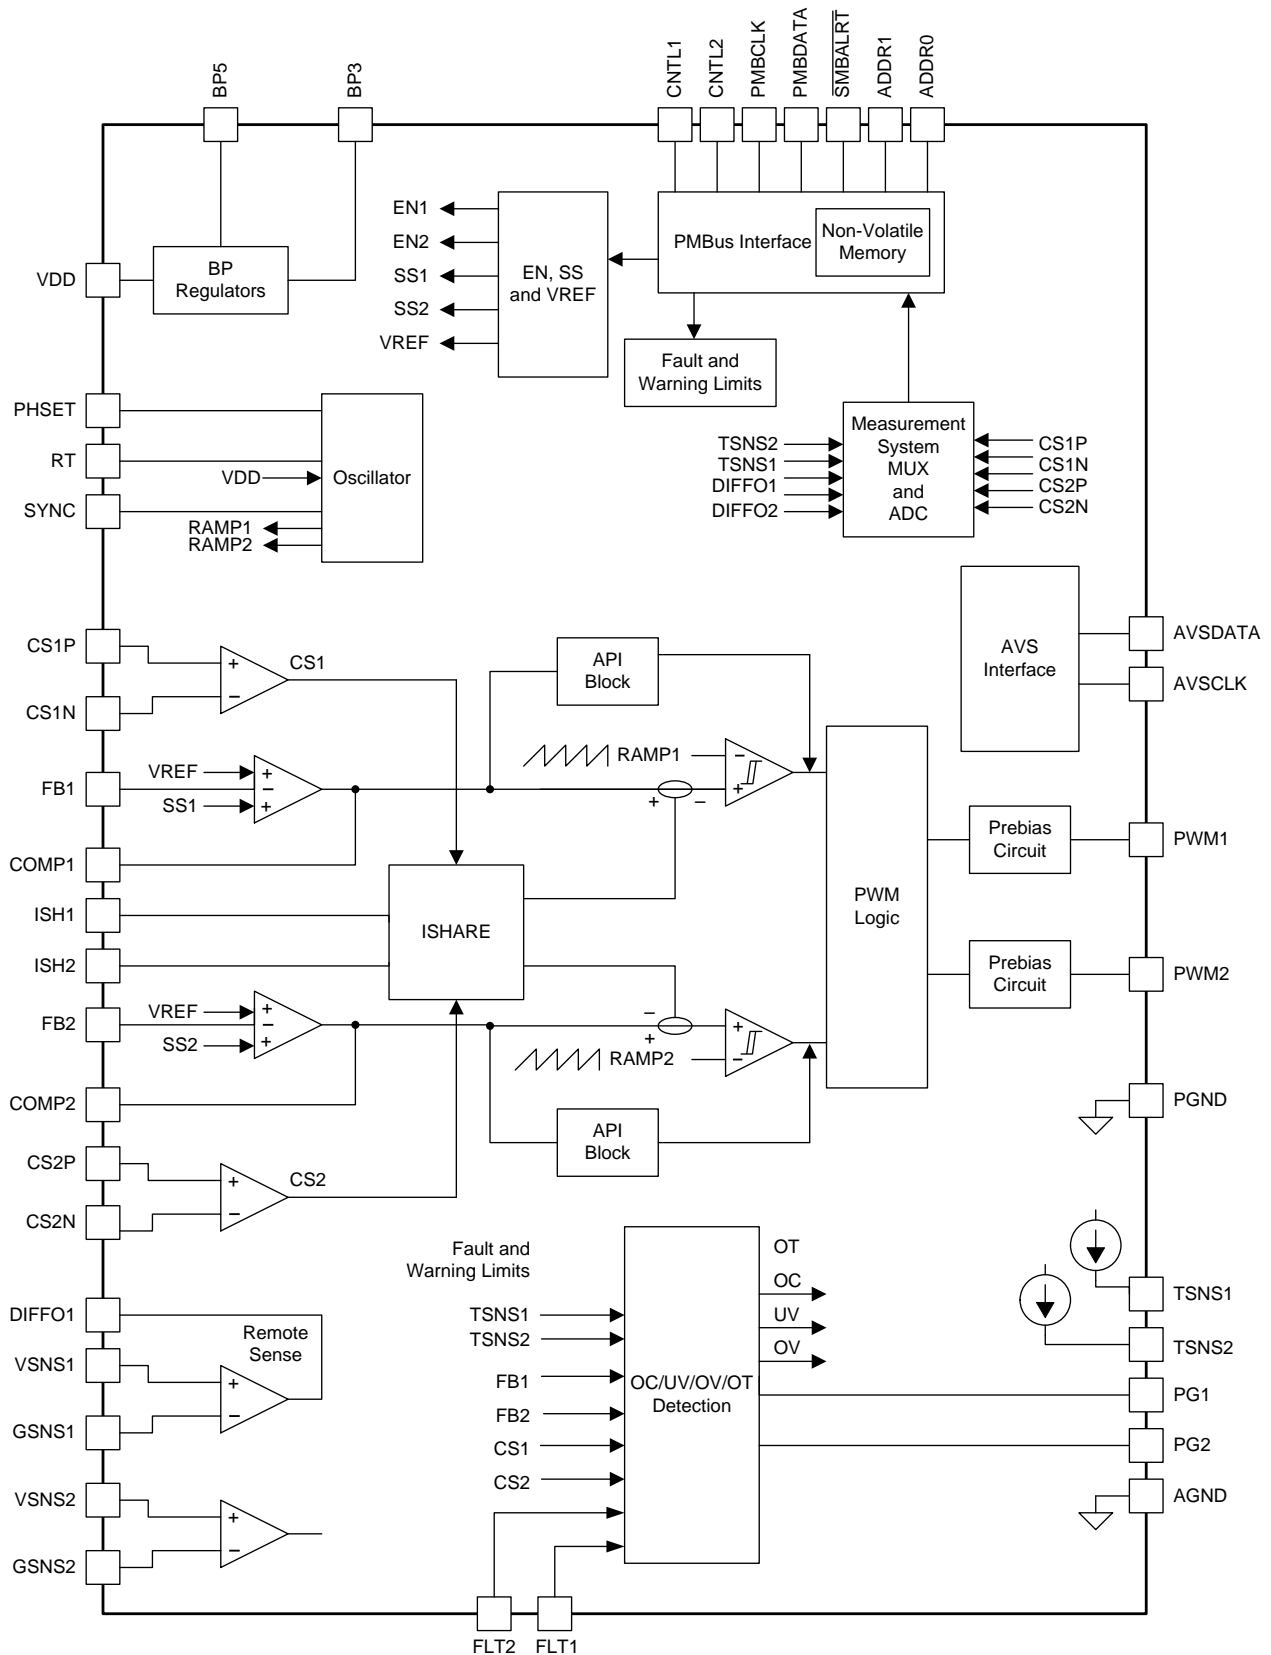 BP5
BP3
CNTL1
CNTL2
PMBCLK
PMBDATA
SMBALRT
ADDR1
ADDR0
VDD
BP
Regulators
EN1
EN2
SS1
SS2
VREF
EN, SS
and VREF
PMBus Interface
Non-Volatile
Memory
Fault and
Warning Limits
PHSET
RT
SYNC
VDD
RAMP1
RAMP2
Oscillator
TSNS2
TSNS1
DIFFO1
DIFFO2
Measurement
System
MUX
and
ADC
CS1P
CS1N
CS2P
CS2N
AVS
Interface
AVSDATA
AVSCLK
CS1P
CS1N
+
−
CS1
API
Block
FB1
VREF
SS1
+
−
+
RAMP1
−
+
+
−
COMP1
ISH1
ISH2
ISHARE
PWM
Logic
Prebias
Circuit
PWM1
Prebias
Circuit
PWM2
FB2
VREF
SS2
+
−
+
−
+
+
−
RAMP2
COMP2
API
Block
PGND
CS2P
CS2N
+
−
CS2
Fault and
Warning Limits
TSNS1
TSNS2
FB1
FB2
CS1
CS2
OC/UV/OV/OT
Detection
OT
OC
UV
OV
TSNS1
TSNS2
PG1
PG2
AGND
DIFFO1
Remote
Sense
VSNS1
GSNS1
+
−
VSNS2
GSNS2
+
−
FLT2
FLT1